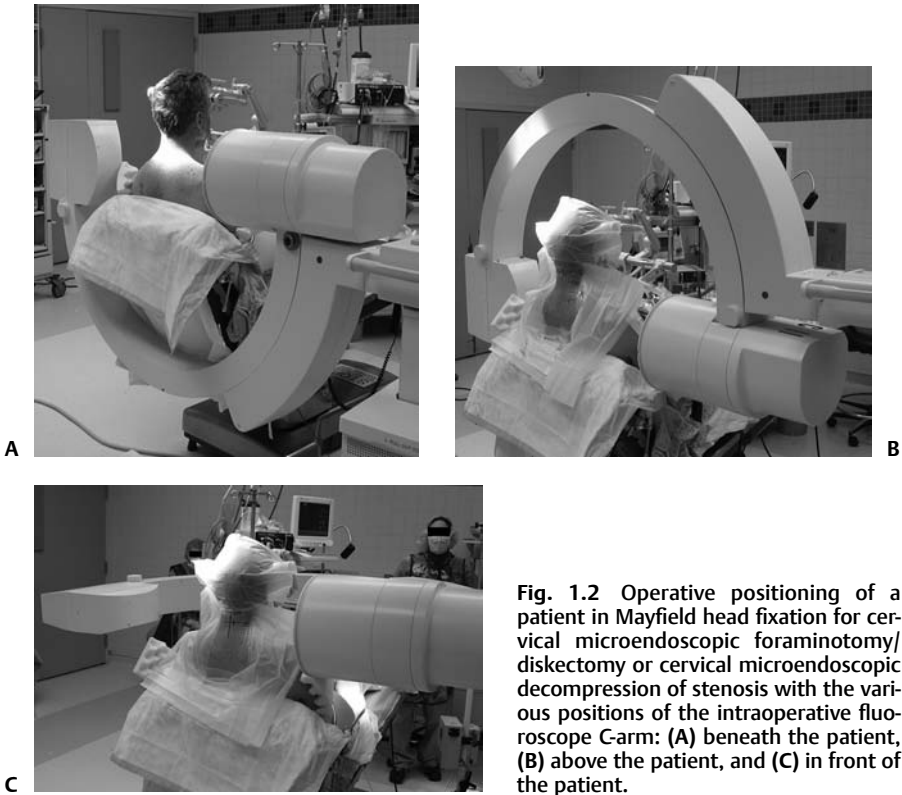 A
B
C
Fig. 1.2 Operative positioning of a
patient in Mayfield head fixation for cer-
vical microendoscopic foraminotomy/
diskectomy or cervical microendoscopic
decompression of stenosis with the vari-
ous positions of the intraoperative fluo-
roscope C-arm: (A) beneath the patient,
(B) above the patient, and (C) in front of
the patient.